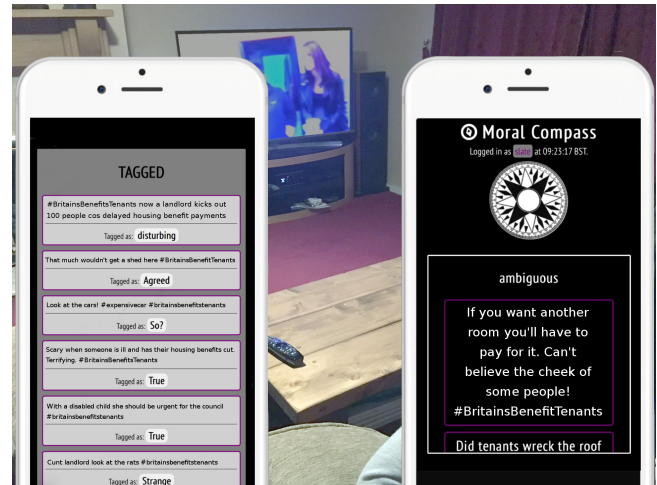 TAGGED
#BritainsBenefitsTenants now a landlord kicks out
100 people cos delayed housing benefit payments
Tagged as: disturbing
That much wouldn't get a shed here #BritainsBenefitTenants
Tagged as: Agreed
Look at the cars! #expensivecar #britainsbenefitstenants
Tagged as: So?
Scary when someone is ill and has their housing benefits cut.
Terrifying. #BritainsBenefitTenants
Tagged as: True
With a disabled child she should be urgent for the council
#britainsbenefitstenants
Tagged as: True
Cunt landlord look at the rats #britainsbenefitstenants
Tagged as: Strange
Moral Compass
Logged in as slate at 09:23:17 BST.
ambiguous
If you want another
room you'll have to
pay for it. Can't
believe the cheek of
some people!
#BritainsBenefitTenants
Did tenants wreck the roof